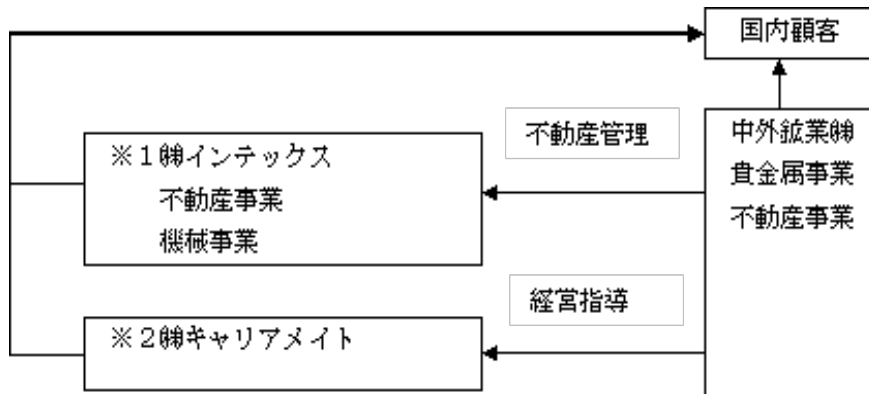 国内顧客
不動産管理
中外鉱業㈱
貴金属事業
不動産事業
※1㈱インテックス
不動産事業
機械事業
経営指導
※2㈱キャリアメイト